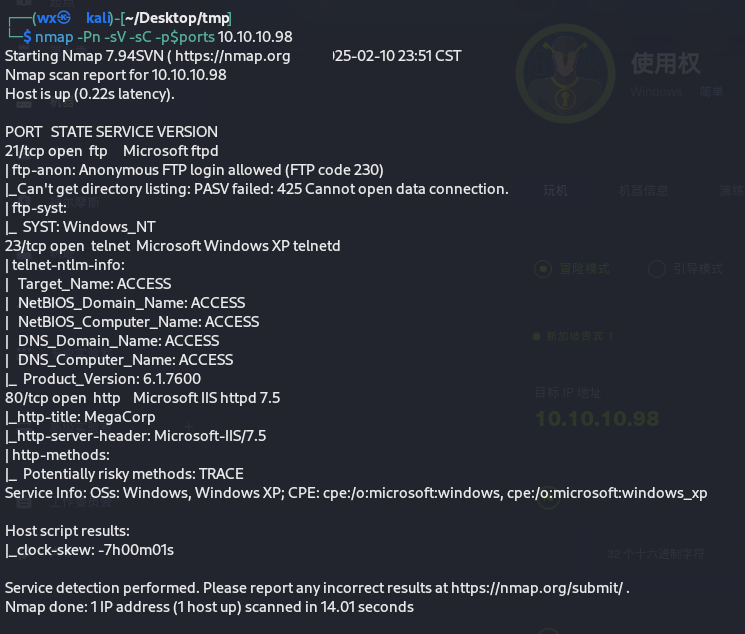 ┌──(wx㉿kali)-[~/Desktop/tmp]
└─$ nmap -Pn -sV -sC -p$ports 10.10.10.98
Starting Nmap 7.94SVN ( https://nmap.org 25-02-10 23:51 CST
Nmap scan report for 10.10.10.98
Host is up (0.22s latency).
PORT STATE SERVICE VERSION
21/tcp open ftp Microsoft ftpd
| ftp-anon: Anonymous FTP login allowed (FTP code 230)
|_Can't get directory listing: PASV failed: 425 Cannot open data connection.
| ftp-syst:
|_ SYST: Windows_NT
23/tcp open telnet Microsoft Windows XP telnetd
| telnet-ntlm-info:
| Target_Name: ACCESS
| NetBIOS_Domain_Name: ACCESS
| NetBIOS_Computer_Name: ACCESS
| DNS_Domain_Name: ACCESS
| DNS_Computer_Name: ACCESS
|_ Product_Version: 6.1.7600
80/tcp open http Microsoft IIS httpd 7.5
|_http-title: MegaCorp
|_http-server-header: Microsoft-IIS/7.5
| http-methods:
|_ Potentially risky methods: TRACE
Service Info: OSs: Windows, Windows XP; CPE: cpe:/o:microsoft:windows, cpe:/o:microsoft:windows_xp
Host script results:
|_clock-skew: -7h00m01s
Service detection performed. Please report any incorrect results at https://nmap.org/submit/ .
Nmap done: 1 IP address (1 host up) scanned in 14.01 seconds
使用权
Windows 简单
玩机 机器信息
冒险模式 引导模式
目标 IP 地址
10.10.10.98
32 个十六进制字符